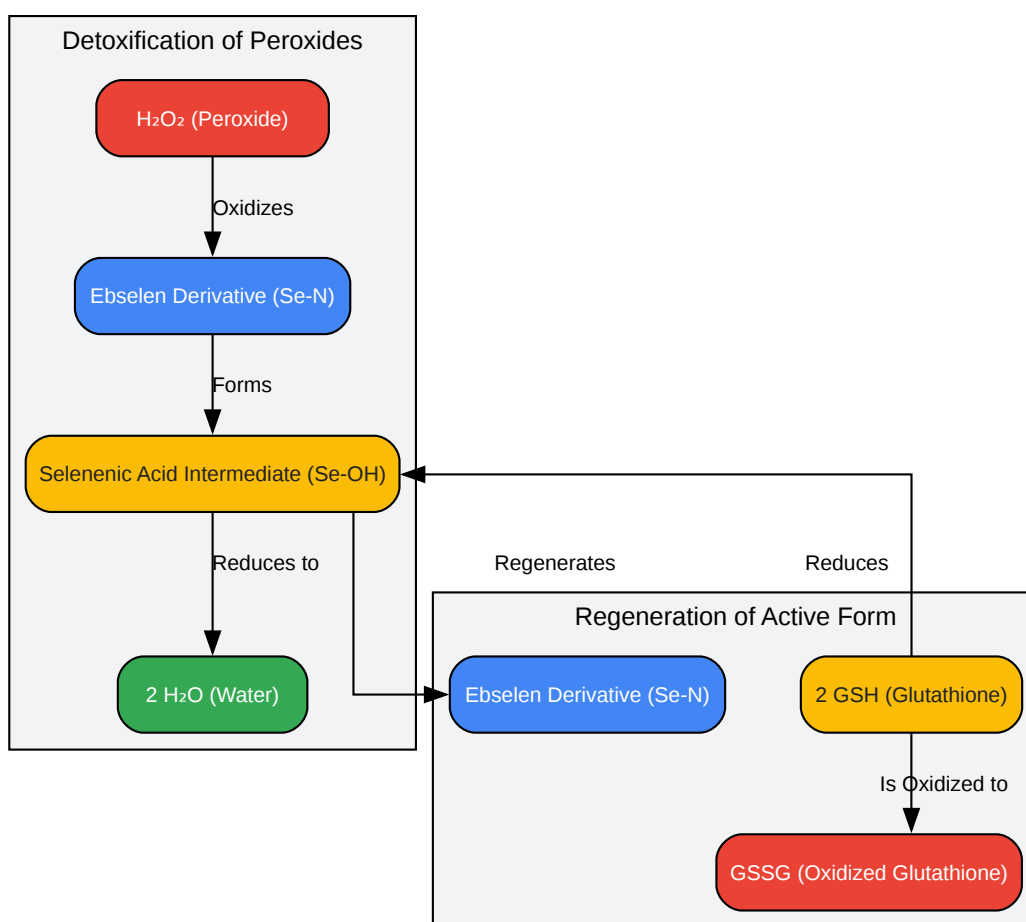 Detoxification of Peroxides
H₂O₂ (Peroxide)
Oxidizes
Ebselen Derivative (Se-N)
Forms
Selenenic Acid Intermediate (Se-OH)
Reduces to
Regenerates
Reduces
Regeneration of Active Form
2 H₂O (Water)
Ebselen Derivative (Se-N)
2 GSH (Glutathione)
Is Oxidized to
GSSG (Oxidized Glutathione)